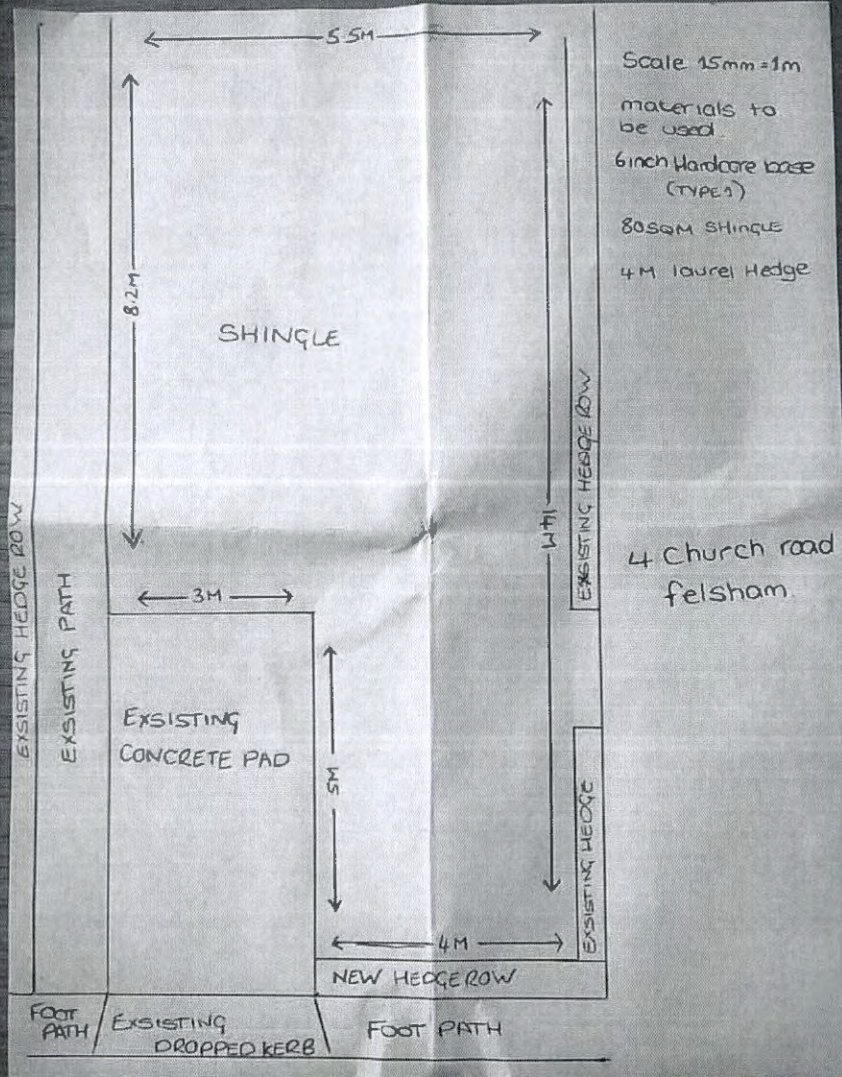 5.5M
Scale 15mm = 1m
materials to
be used.
6inch Hardcore base
(TYPE 1)
80SQM SHINGLE
4M laurel Hedge
8.2M
SHINGLE
14M
EXSISTING HEDGE ROW
4 Church road
felsham.
EXSISTING HEDGE ROW
EXSISTING PATH
3M
EXSISTING
CONCRETE PAD
5M
EXSISTING HEDGE
4M
NEW HEDGEROW
FOOT
PATH
EXSISTING
DROPPED KERB
FOOT PATH